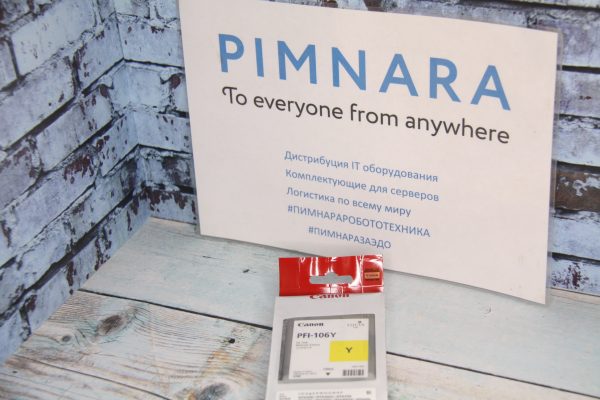 PIMNARA
To everyone from anywhere
Дистрибуция IT оборудования
Комплектующие для серверов
Логистика по всему миру
#ПИМНАРАРОБОТОТЕХНИКА
#ПИМНАРАЗАЭДО
Canon
Canon
PFI-106Y
Y